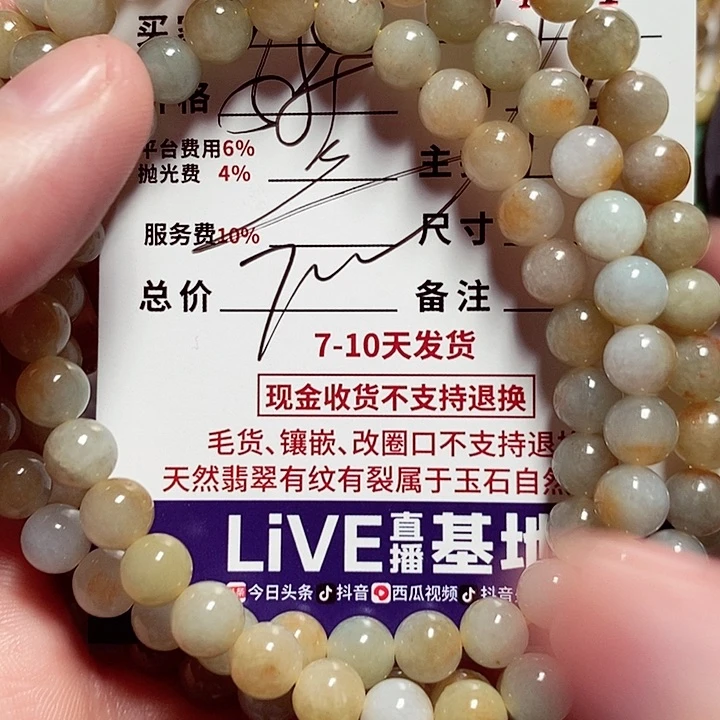 价格
平台费用6%
抛光费 4%
主
服务费10%
尺寸
总价
备注
7-10天发货
现金收货不支持退换
毛货、镶嵌、改圈口不支持退
天然翡翠有纹有裂属于玉石自然
LiVE直播基地
今日头条 抖音 西瓜视频 抖音